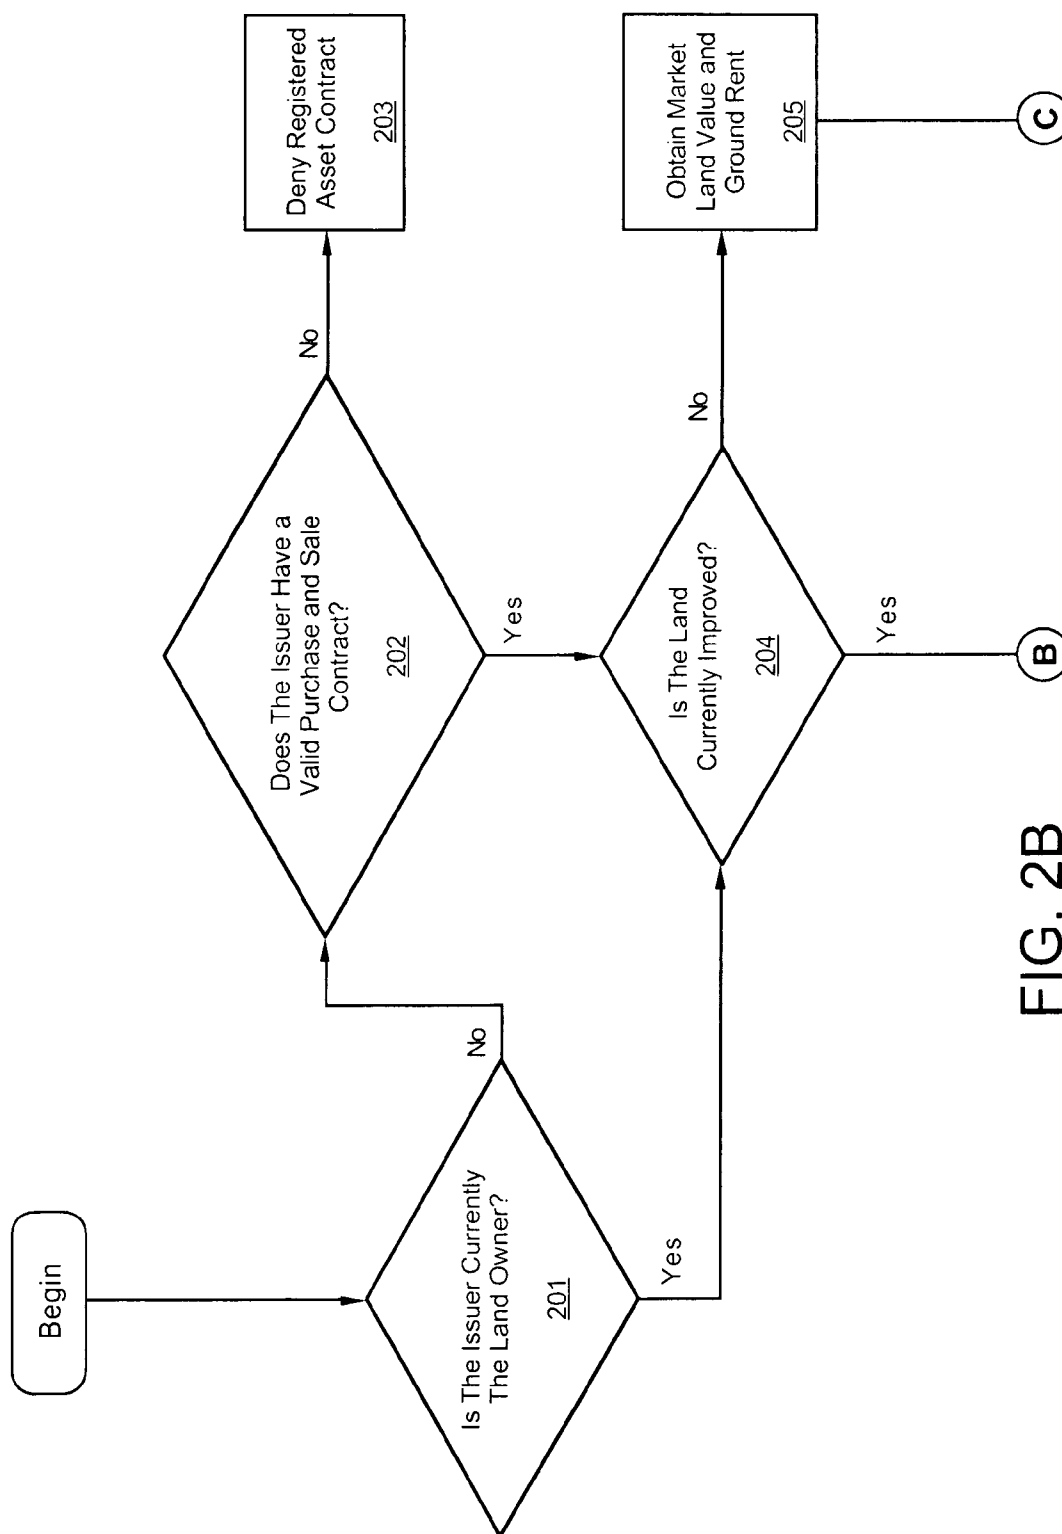 Begin
Is The Issuer Currently
The Land Owner?
201
No
Yes
Does The Issuer Have a
Valid Purchase and Sale
Contract?
202
No
Yes
Deny Registered
Asset Contract
203
Is The Land
Currently Improved?
204
No
Yes
Obtain Market
Land Value and
Ground Rent
205
B
C
FIG. 2B